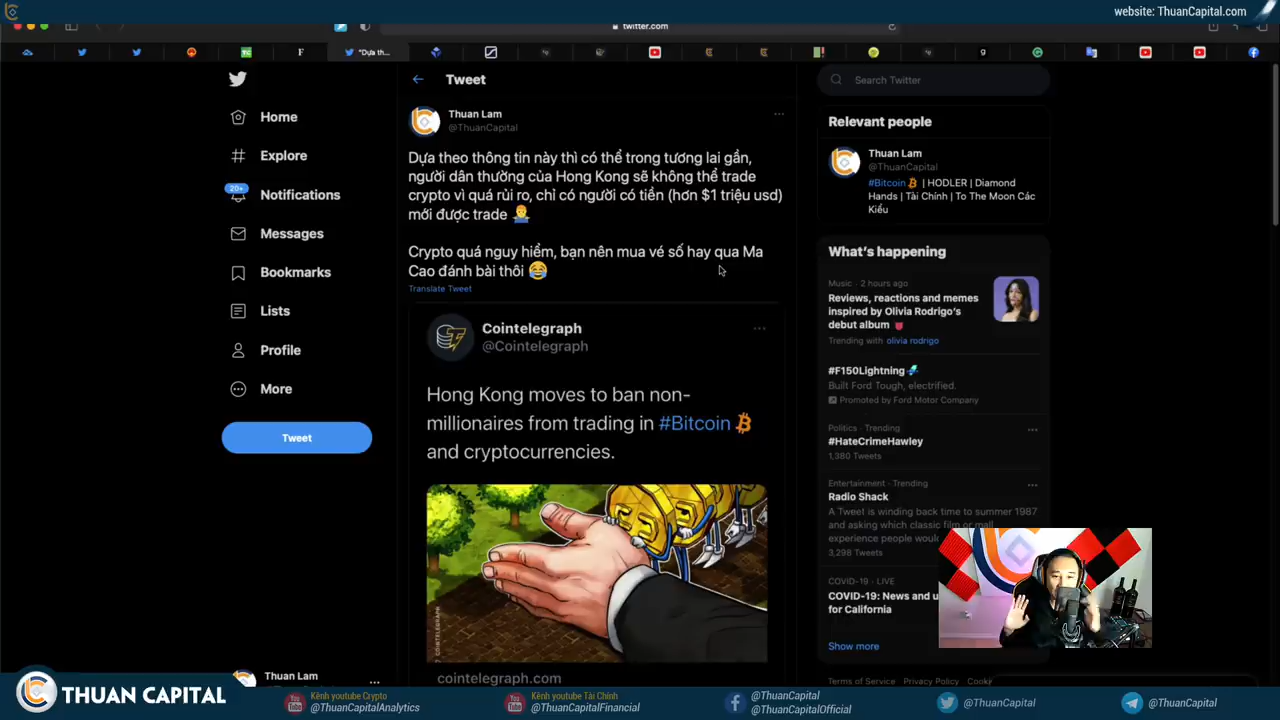 website: ThuanCapital.com
twitter.com
"Dựa th...
Home
Explore
20+
Notifications
Messages
Bookmarks
Lists
Profile
More
Tweet
Thuan Lam
Tweet
Thuan Lam
@ThuanCapital
Dựa theo thông tin này thì có thể trong tương lai gần,
người dân thường của Hong Kong sẽ không thể trade
crypto vì quá rủi ro, chỉ có người có tiền (hơn $1 triệu usd)
mới được trade 🤷‍♂️
Crypto quá nguy hiểm, bạn nên mua vé số hay qua Ma
Cao đánh bài thôi 😂
Translate Tweet
Cointelegraph
@Cointelegraph
Hong Kong moves to ban non-
millionaires from trading in #Bitcoin
and cryptocurrencies.
COINTELEGRAPH
cointelegraph.com
Search Twitter
Relevant people
Thuan Lam
@ThuanCapital
#Bitcoin | HODLER | Diamond
Hands | Tài Chính | To The Moon Các
Kiểu
What's happening
Music · 2 hours ago
Reviews, reactions and memes
inspired by Olivia Rodrigo's
debut album
Trending with olivia rodrigo
#F150Lightning
Built Ford Tough, electrified.
Promoted by Ford Motor Company
Politics · Trending
#HateCrimeHawley
1,380 Tweets
Entertainment · Trending
Radio Shack
A Tweet is winding back time to summer 1987
and asking which classic film or mall
experience people would
3,298 Tweets
COVID-19 · LIVE
COVID-19: News and u
for California
Show more
Terms of Service Privacy Policy Cooki
THUAN CAPITAL
Kênh youtube Crypto
@ThuanCapitalAnalytics
Kênh youtube Tài Chính
@ThuanCapitalFinancial
@ThuanCapital
@ThuanCapitalOfficial
@ThuanCapital
@ThuanCapital